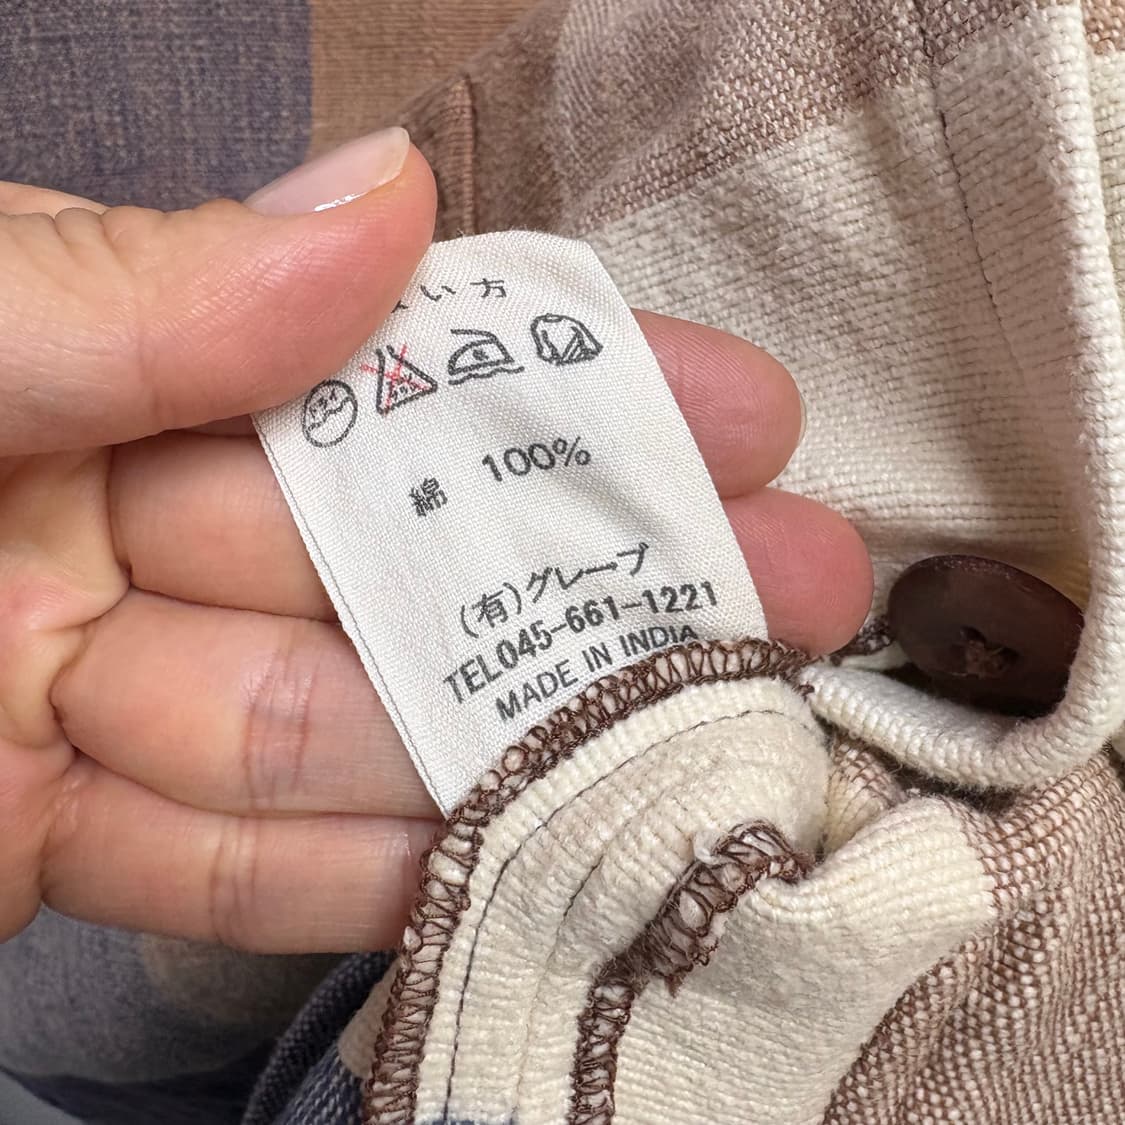 い方
綿 100%
(有)グレープ
TEL045-661-1221
MADE IN INDIA